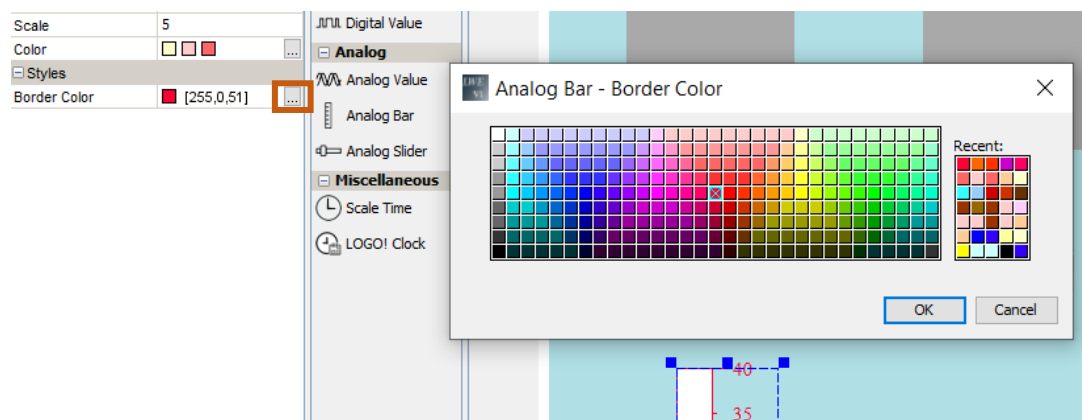 Scale 5
Color ...
Styles
Border Color [255,0,51] ...
Digital Value
Analog
Analog Value
Analog Bar
Analog Slider
Miscellaneous
Scale Time
LOGO! Clock
Analog Bar - Border Color
Recent:
OK Cancel
40
35